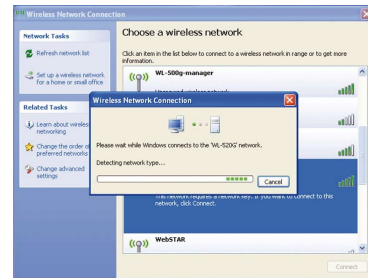 Wireless Network Connection
Network Tasks
Refresh network list
Set up a wireless network
for a home or small office
Related Tasks
Learn about wireless
networking
Change the order of
preferred networks
Change advanced
settings
Choose a wireless network
Click an item in the list below to connect to a wireless network in range or to get more
information.
WL-500g-manager
Wireless Network Connection
Please wait while Windows connects to the 'WL-520G' network.
Detecting network type...
Cancel
This network requires a network key. If you want to connect to this
network, click Connect.
WebSTAR
Connect